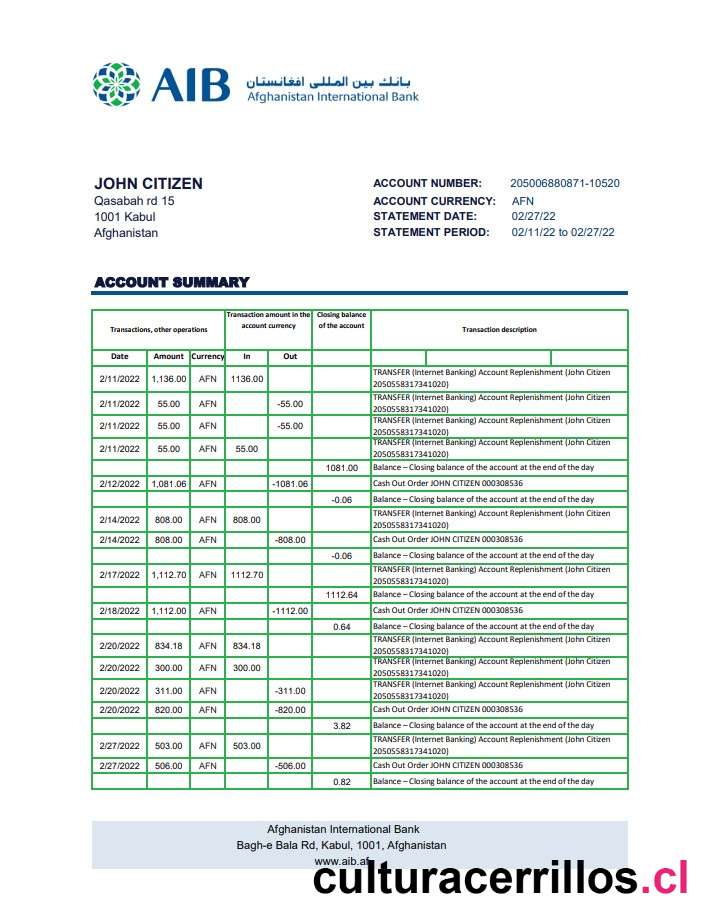 AIB
بانك بين المللى افغانستان
Afghanistan International Bank
JOHN CITIZEN
Qasabah rd 15
1001 Kabul
Afghanistan
ACCOUNT NUMBER: 205006880871-10520
ACCOUNT CURRENCY: AFN
STATEMENT DATE: 02/27/22
STATEMENT PERIOD: 02/11/22 to 02/27/22
ACCOUNT SUMMARY
Transactions, other operations
Transaction amount in the
account currency
Closing balance
of the account
Transaction description
Date Amount Currency In Out
2/11/2022 1,136.00 AFN 1136.00 TRANSFER (Internet Banking) Account Replenishment (John Citizen
2050558317341020)
2/11/2022 55.00 AFN -55.00 TRANSFER (Internet Banking) Account Replenishment (John Citizen
2050558317341020)
2/11/2022 55.00 AFN -55.00 TRANSFER (Internet Banking) Account Replenishment (John Citizen
2050558317341020)
2/11/2022 55.00 AFN 55.00 TRANSFER (Internet Banking) Account Replenishment (John Citizen
2050558317341020)
1081.00 Balance – Closing balance of the account at the end of the day
2/12/2022 1,081.06 AFN -1081.06 Cash Out Order JOHN CITIZEN 000308536
-0.06 Balance – Closing balance of the account at the end of the day
2/14/2022 808.00 AFN 808.00 TRANSFER (Internet Banking) Account Replenishment (John Citizen
2050558317341020)
2/14/2022 808.00 AFN -808.00 Cash Out Order JOHN CITIZEN 000308536
-0.06 Balance – Closing balance of the account at the end of the day
2/17/2022 1,112.70 AFN 1112.70 TRANSFER (Internet Banking) Account Replenishment (John Citizen
2050558317341020)
1112.64 Balance – Closing balance of the account at the end of the day
2/18/2022 1,112.00 AFN -1112.00 Cash Out Order JOHN CITIZEN 000308536
0.64 Balance – Closing balance of the account at the end of the day
2/20/2022 834.18 AFN 834.18 TRANSFER (Internet Banking) Account Replenishment (John Citizen
2050558317341020)
2/20/2022 300.00 AFN 300.00 TRANSFER (Internet Banking) Account Replenishment (John Citizen
2050558317341020)
2/20/2022 311.00 AFN -311.00 TRANSFER (Internet Banking) Account Replenishment (John Citizen
2050558317341020)
2/20/2022 820.00 AFN -820.00 Cash Out Order JOHN CITIZEN 000308536
3.82 Balance – Closing balance of the account at the end of the day
2/27/2022 503.00 AFN 503.00 TRANSFER (Internet Banking) Account Replenishment (John Citizen
2050558317341020)
2/27/2022 506.00 AFN -506.00 Cash Out Order JOHN CITIZEN 000308536
0.82 Balance – Closing balance of the account at the end of the day
Afghanistan International Bank
Bagh-e Bala Rd, Kabul, 1001, Afghanistan
www.aib.af
culturacerrillos.cl